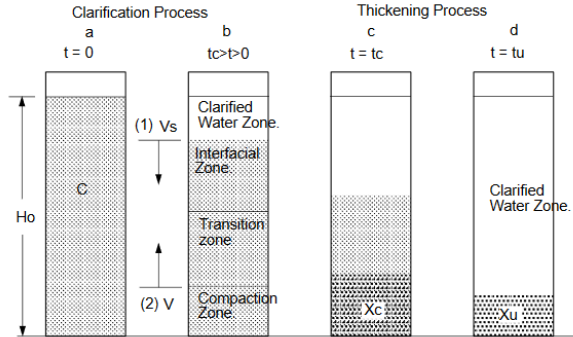 Clarification Process
Thickening Process
a
b
c
d
t = 0
tc>t>0
t = tc
t = tu
Clarified
Water Zone.
(1) Vs
Interfacial
Zone.
C
Clarified
Water Zone.
Ho
Transition
zone
(2) V
Compaction
Zone.
Xc
Xu